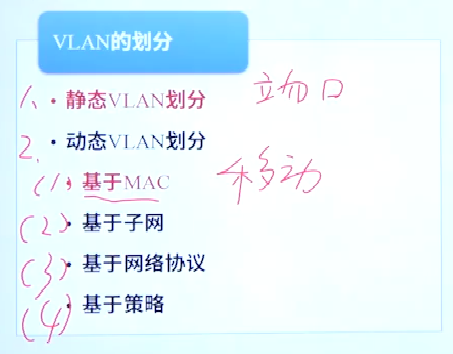 VLAN的划分
1、• 静态VLAN划分 端口
2、• 动态VLAN划分
(1)• 基于MAC 移动
(2)• 基于子网
(3)• 基于网络协议
(4)• 基于策略